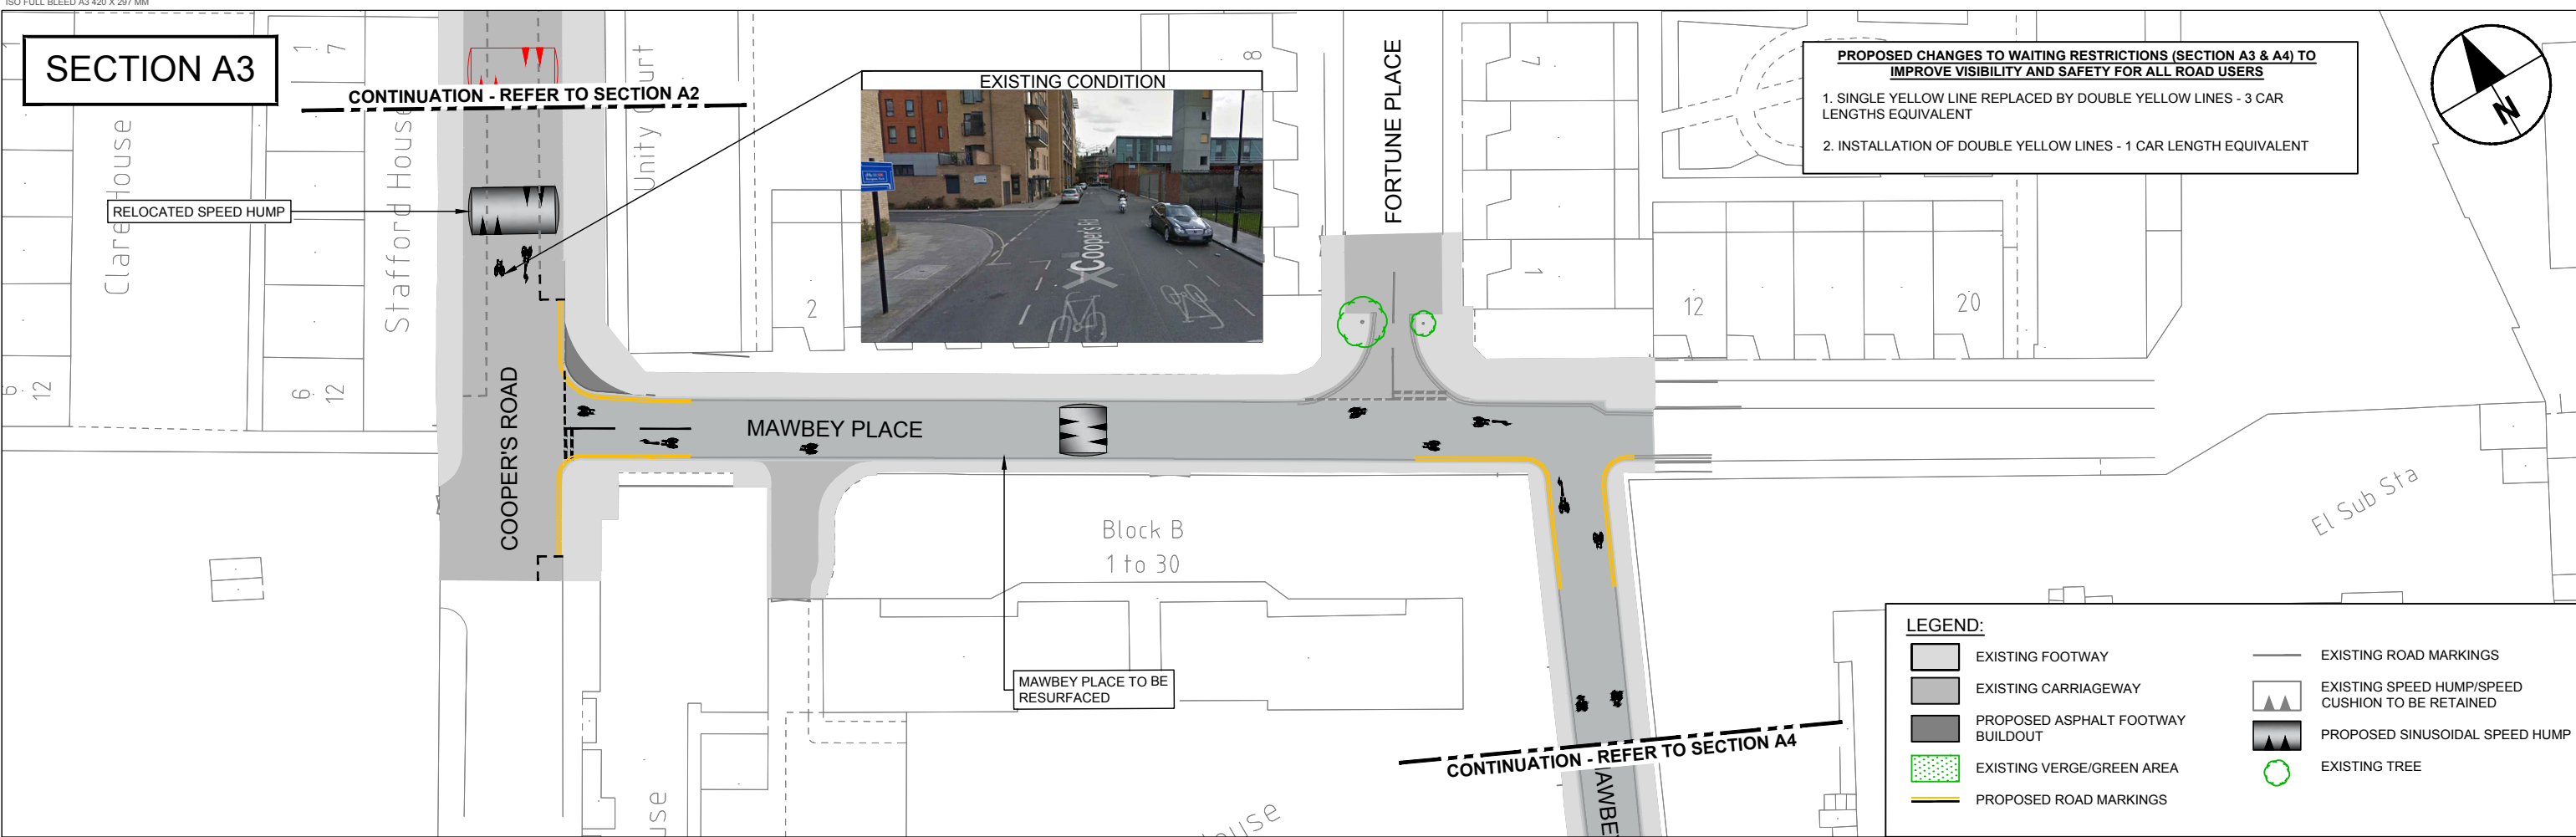 ISO FULL BLEED A3 420 X 297 MM
SECTION A3
CONTINUATION - REFER TO SECTION A2
1
7
Clare House
Stafford House
Unity Court
RELOCATED SPEED HUMP
6
12
6
12
COOPER'S ROAD
MAWBEY PLACE
EXISTING CONDITION
Cooper's Rd
2
8
FORTUNE PLACE
7
1
PROPOSED CHANGES TO WAITING RESTRICTIONS (SECTION A3 & A4) TO
IMPROVE VISIBILITY AND SAFETY FOR ALL ROAD USERS
1. SINGLE YELLOW LINE REPLACED BY DOUBLE YELLOW LINES - 3 CAR
LENGTHS EQUIVALENT
2. INSTALLATION OF DOUBLE YELLOW LINES - 1 CAR LENGTH EQUIVALENT
N
12
20
El Sub Sta
Block B
1 to 30
MAWBEY PLACE TO BE
RESURFACED
CONTINUATION - REFER TO SECTION A4
LEGEND:
EXISTING FOOTWAY
EXISTING CARRIAGEWAY
PROPOSED ASPHALT FOOTWAY
BUILDOUT
EXISTING VERGE/GREEN AREA
PROPOSED ROAD MARKINGS
EXISTING ROAD MARKINGS
EXISTING SPEED HUMP/SPEED
CUSHION TO BE RETAINED
PROPOSED SINUSOIDAL SPEED HUMP
EXISTING TREE